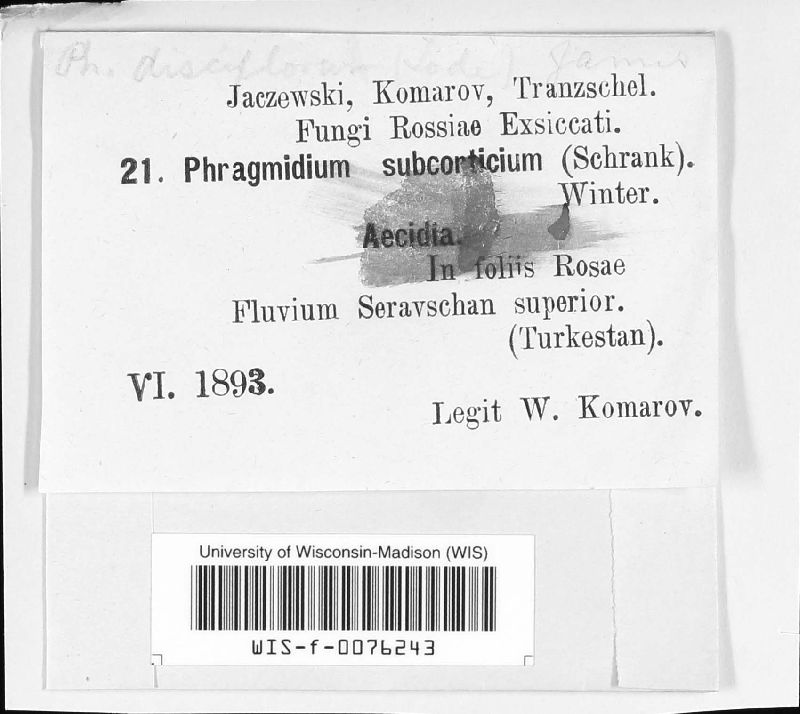 Ph. disciflorum (Tode) James
Jaczewski, Komarov, Tranzschel.
Fungi Rossiae Exsiccati.
21. Phragmidium subcorticium (Schrank).
Winter.
Aecidia.
In foliis Rosae
Fluvium Seravschan superior.
(Turkestan).
VI. 1893.
Legit W. Komarov.
University of Wisconsin-Madison (WIS)
WIS-f-0076243